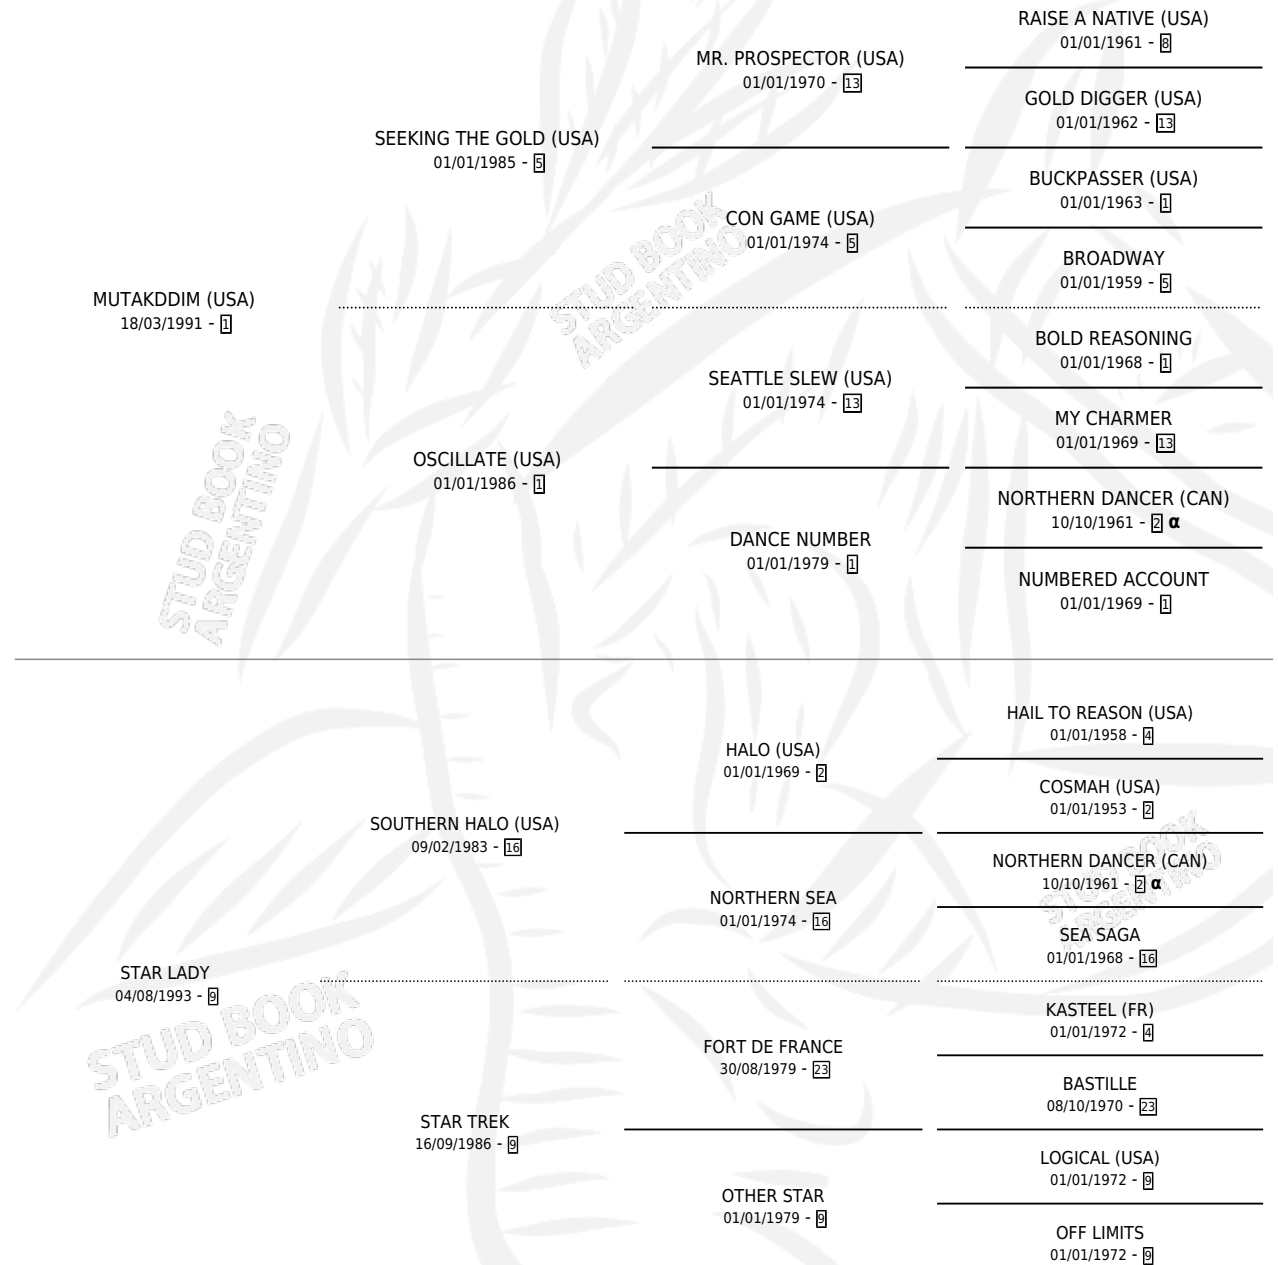 RAISE A NATIVE (USA)
01/01/1961 - 8
MR. PROSPECTOR (USA)
01/01/1970 - 13
GOLD DIGGER (USA)
01/01/1962 - 13
SEEKING THE GOLD (USA)
01/01/1985 - 5
BUCKPASSER (USA)
01/01/1963 - 1
CON GAME (USA)
01/01/1974 - 5
BROADWAY
01/01/1959 - 5
STUD BOOK
ARGENTINO
MUTAKDDIM (USA)
18/03/1991 - 1
BOLD REASONING
01/01/1968 - 1
SEATTLE SLEW (USA)
01/01/1974 - 13
MY CHARMER
01/01/1969 - 13
OSCILLATE (USA)
01/01/1986 - 1
STUD BOOK
ARGENTINO
NORTHERN DANCER (CAN)
10/10/1961 - 2 α
DANCE NUMBER
01/01/1979 - 1
NUMBERED ACCOUNT
01/01/1969 - 1
HAIL TO REASON (USA)
01/01/1958 - 4
HALO (USA)
01/01/1969 - 2
COSMAH (USA)
01/01/1953 - 2
SOUTHERN HALO (USA)
09/02/1983 - 16
NORTHERN DANCER (CAN)
10/10/1961 - 2 α
STUD BOOK
ARGENTINO
NORTHERN SEA
01/01/1974 - 16
SEA SAGA
01/01/1968 - 16
STAR LADY
04/08/1993 - 9
STUD BOOK
ARGENTINO
KASTEEL (FR)
01/01/1972 - 4
FORT DE FRANCE
30/08/1979 - 23
BASTILLE
08/10/1970 - 23
STAR TREK
16/09/1986 - 9
LOGICAL (USA)
01/01/1972 - 9
OTHER STAR
01/01/1979 - 9
OFF LIMITS
01/01/1972 - 9